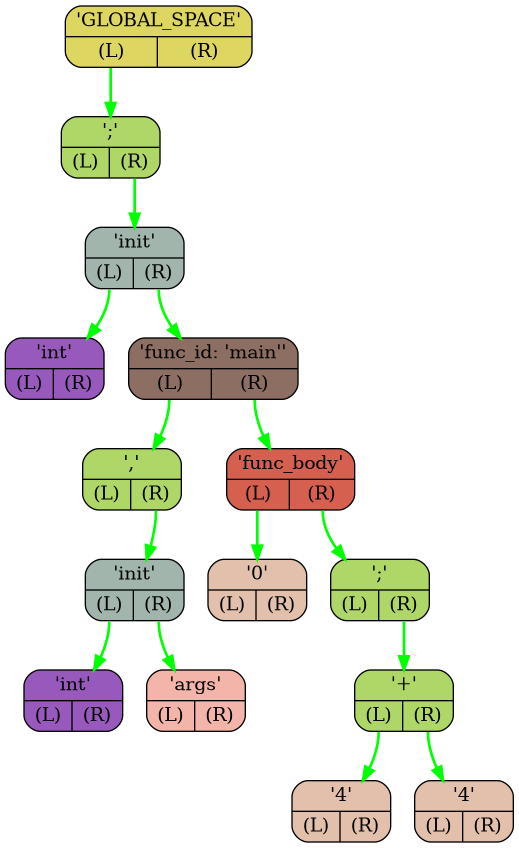 'GLOBAL_SPACE'
(L) (R)
';'
(L) (R)
'init'
(L) (R)
'int'
(L) (R)
'func_id: 'main''
(L) (R)
','
(L) (R)
'func_body'
(L) (R)
'init'
(L) (R)
'0'
(L) (R)
';'
(L) (R)
'int'
(L) (R)
'args'
(L) (R)
'+'
(L) (R)
'4'
(L) (R)
'4'
(L) (R)